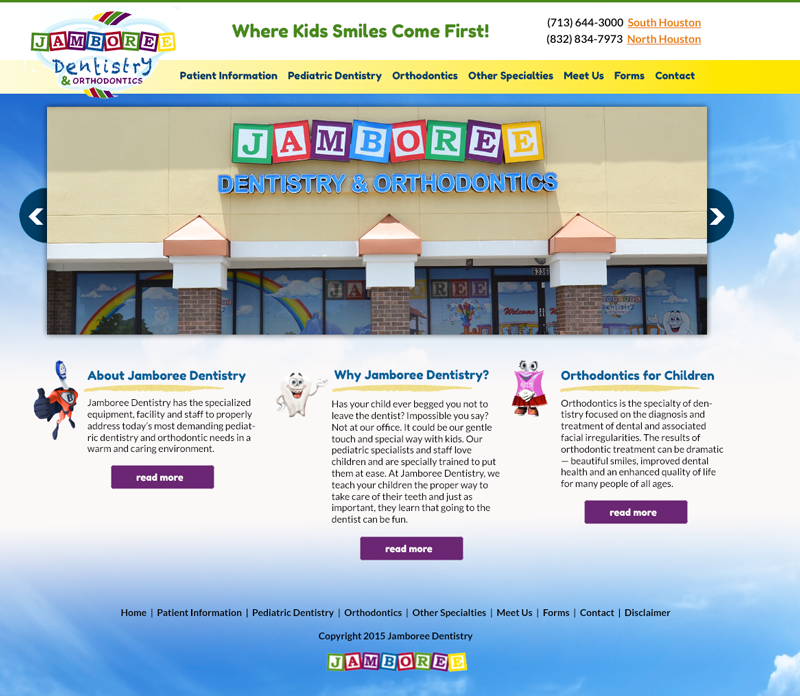 Where Kids Smiles Come First!
(713) 644-3000 South Houston
(832) 834-7973 North Houston
JAMBOREE
Dentistry
& ORTHODONTICS
Patient Information Pediatric Dentistry Orthodontics Other Specialties Meet Us Forms Contact
JAMBOREE
DENTISTRY & ORTHODONTICS
JAMBOREE
Welcome
About Jamboree Dentistry
Jamboree Dentistry has the specialized
equipment, facility and staff to properly
address today's most demanding pediat-
ric dentistry and orthodontic needs in a
warm and caring environment.
read more
Why Jamboree Dentistry?
Has your child ever begged you not to
leave the dentist? Impossible you say?
Not at our office. It could be our gentle
touch and special way with kids. Our
pediatric specialists and staff love
children and are specially trained to put
them at ease. At Jamboree Dentistry, we
teach your children the proper way to
take care of their teeth and just as
important, they learn that going to the
dentist can be fun.
read more
Orthodontics for Children
Orthodontics is the specialty of den-
tistry focused on the diagnosis and
treatment of dental and associated
facial irregularities. The results of
orthodontic treatment can be dramatic
— beautiful smiles, improved dental
health and an enhanced quality of life
for many people of all ages.
read more
Home | Patient Information | Pediatric Dentistry | Orthodontics | Other Specialties | Meet Us | Forms | Contact | Disclaimer
Copyright 2015 Jamboree Dentistry
JAMBOREE